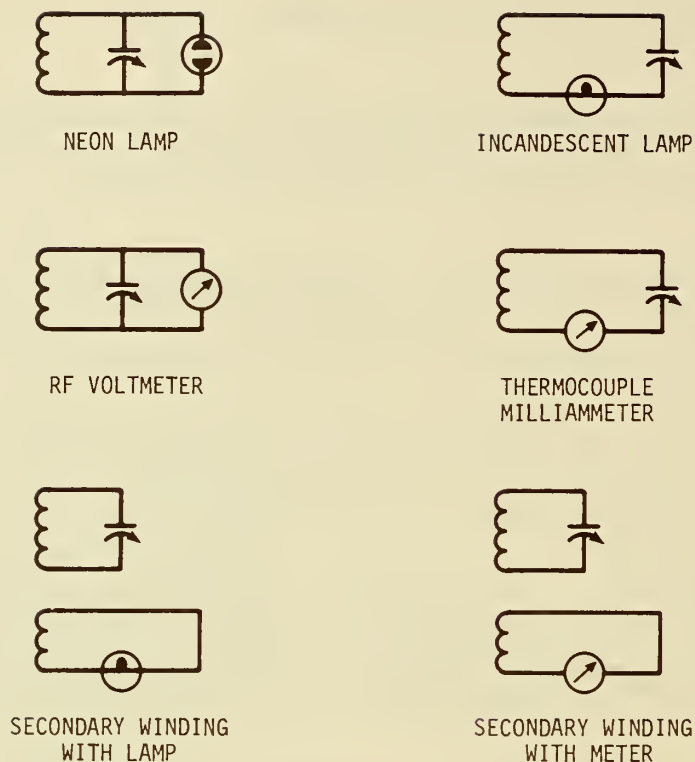 NEON LAMP
INCANDESCENT LAMP
RF VOLTMETER
THERMOCOUPLE
MILLIAMMETER
SECONDARY WINDING
WITH LAMP
SECONDARY WINDING
WITH METER